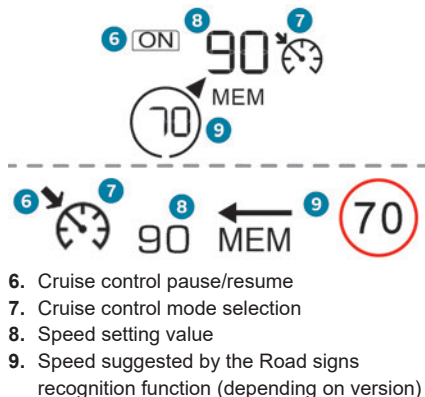 6 ON 8 90 7
70 MEM 9
6 7 8 90 MEM 9 70
6. Cruise control pause/resume
7. Cruise control mode selection
8. Speed setting value
9. Speed suggested by the Road signs
recognition function (depending on version)